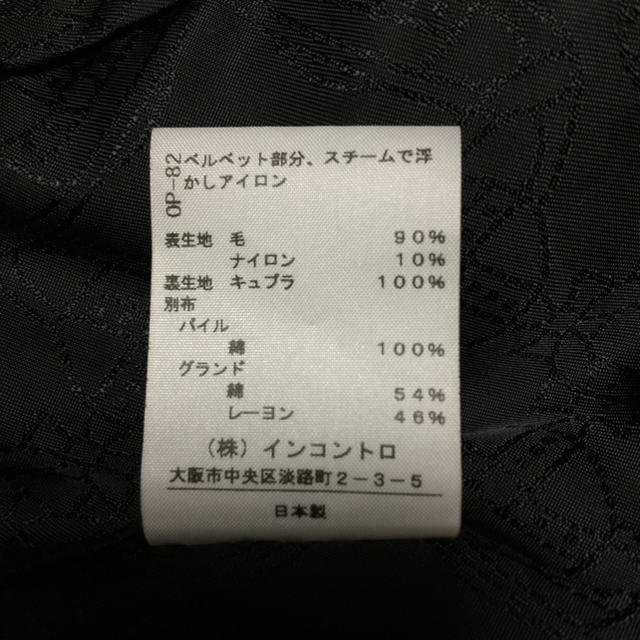 OP-82
ベルベット部分、スチームで浮
かしアイロン
表生地 毛 90%
ナイロン 10%
裏生地 キュプラ 100%
別布
パイル
綿 100%
グランド
綿 54%
レーヨン 46%
（株）インコントロ
大阪市中央区淡路町2-3-5
日本製